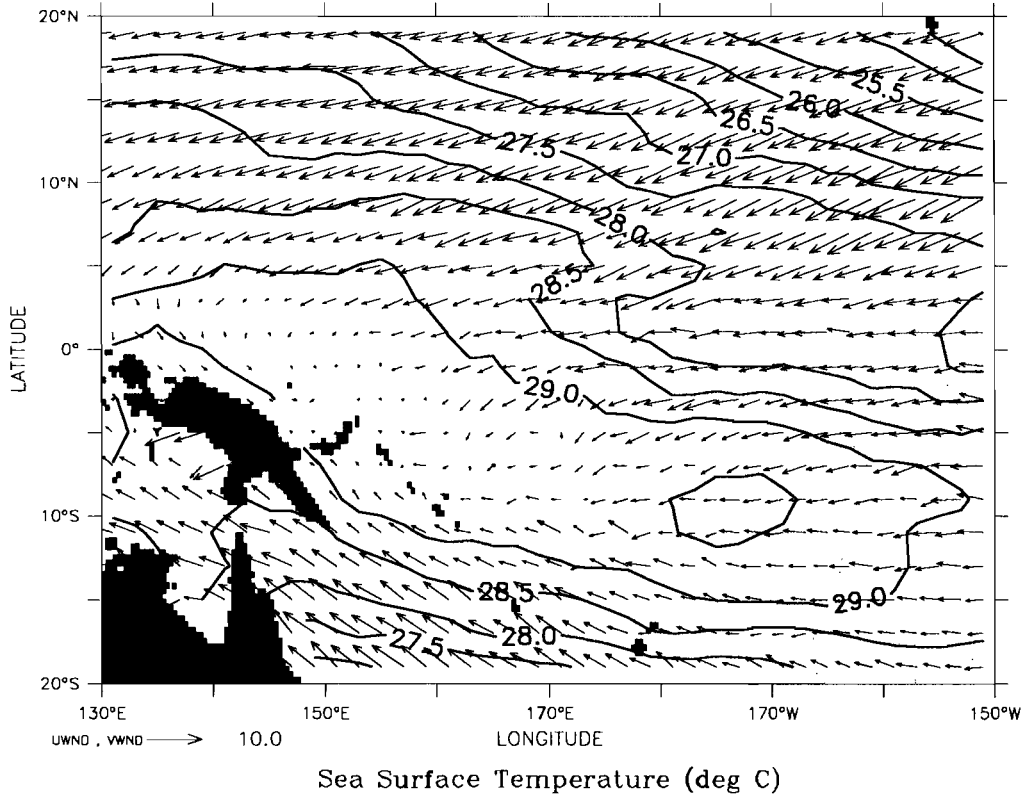 20°N
25.5
26.0
26.5
27.5
27.0
10°N
28.0
28.5
LATITUDE
0°
29.0
10°S
28.5
29.0
27.5
28.0
20°S
130°E 150°E 170°E 170°W 150°W
UWND , VWND 10.0 LONGITUDE
Sea Surface Temperature (deg C)